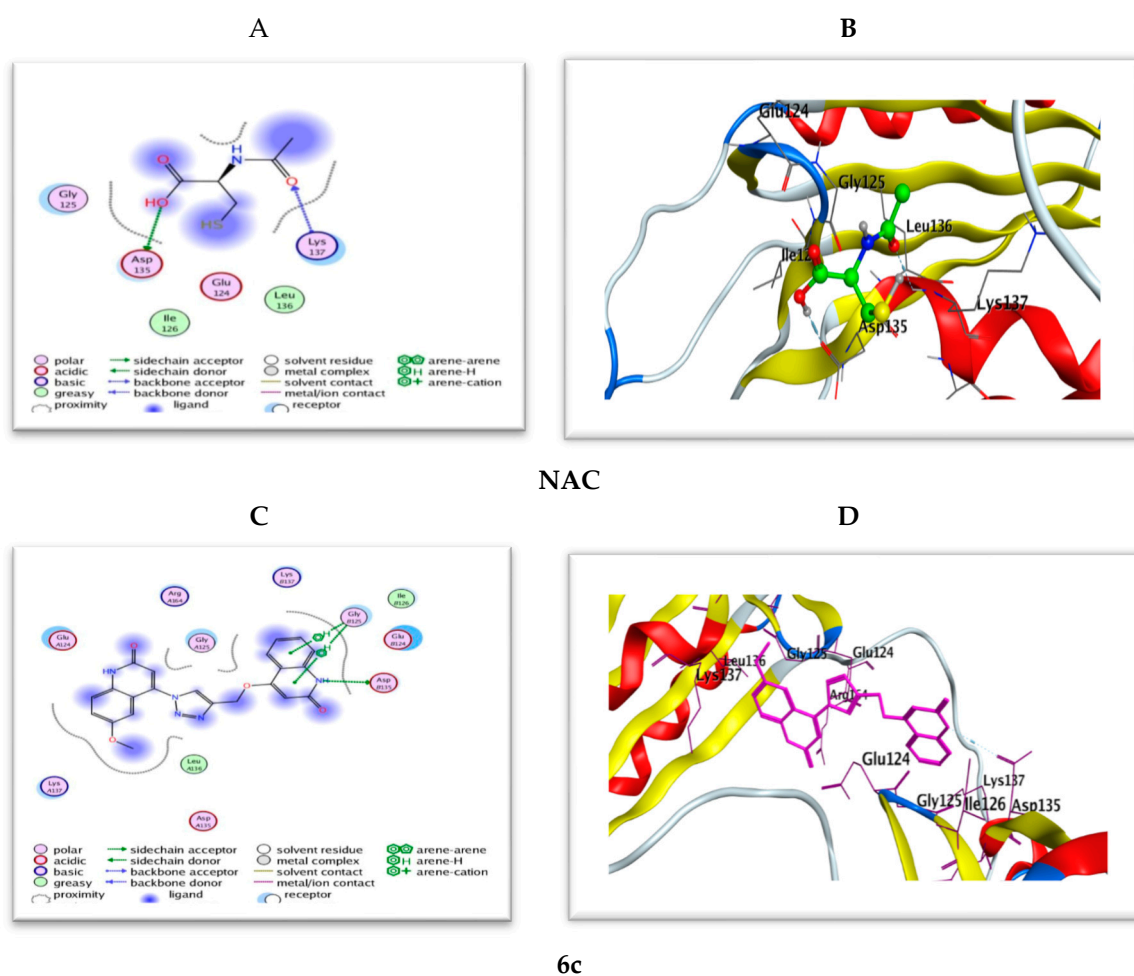 A
B
O
HO
N
H
O
HS
Gly
125
Asp
135
Lys
137
Glu
124
Leu
136
Ile
126
polar
acidic
basic
greasy
proximity
sidechain acceptor
sidechain donor
backbone acceptor
backbone donor
ligand
solvent residue
metal complex
solvent contact
metal/ion contact
receptor
arene-arene
H arene-H
+ arene-cation
Glu124
Gly125
Leu136
Ile12
Lys137
Asp135
NAC
C
D
Lys
B137
Arg
A164
Ile
B126
Gly
B125
Glu
A124
Gly
A125
Glu
B124
H
H
O
HN
NH
Asp
B135
O
O
N
N
N
O
Leu
A136
Lys
A137
Asp
A135
polar
acidic
basic
greasy
proximity
sidechain acceptor
sidechain donor
backbone acceptor
backbone donor
ligand
solvent residue
metal complex
solvent contact
metal/ion contact
receptor
arene-arene
H arene-H
+ arene-cation
Gly125
Glu124
Leu136
Lys137
Glu124
Lys137
Gly125
Ile126
Asp135
6c